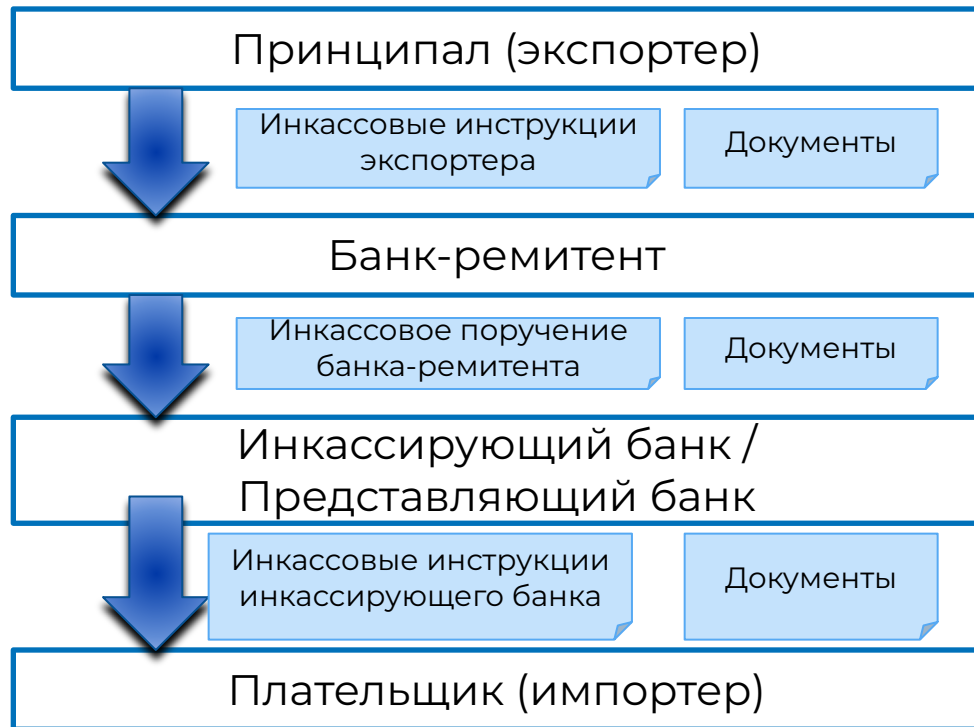 Принципал (экспортер)
Инкассовые инструкции
экспортера
Документы
Банк-ремитент
Инкассовое поручение
банка-ремитента
Документы
Инкассирующий банк /
Представляющий банк
Инкассовые инструкции
инкассирующего банка
Документы
Плательщик (импортер)